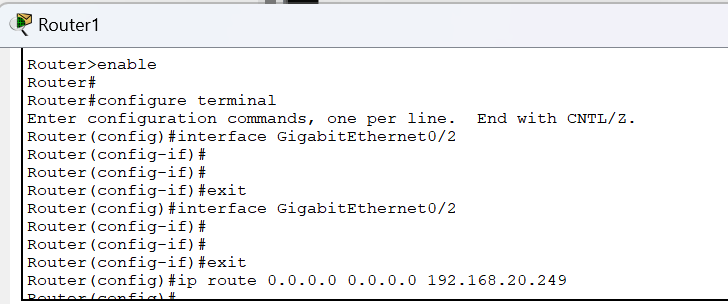 Router1
Router>enable
Router#
Router#configure terminal
Enter configuration commands, one per line.  End with CNTL/Z.
Router(config)#interface GigabitEthernet0/2
Router(config-if)#
Router(config-if)#
Router(config-if)#exit
Router(config)#interface GigabitEthernet0/2
Router(config-if)#
Router(config-if)#
Router(config-if)#exit
Router(config)#ip route 0.0.0.0 0.0.0.0 192.168.20.249
Router(config)#